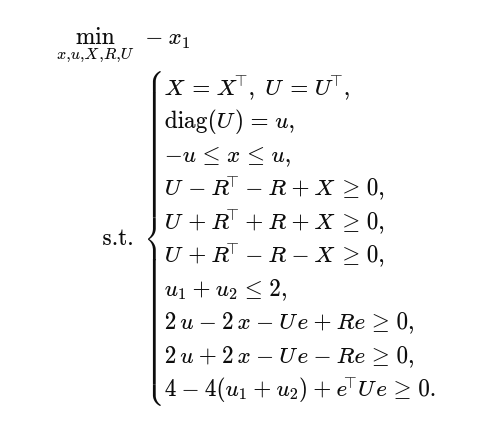 min − x₁
x,u,X,R,U
X = X⊤, U = U⊤,
diag(U) = u,
−u ≤ x ≤ u,
U − R⊤ − R + X ≥ 0,
U + R⊤ + R + X ≥ 0,
s.t. U + R⊤ − R − X ≥ 0,
u₁ + u₂ ≤ 2,
2 u − 2 x − Ue + Re ≥ 0,
2 u + 2 x − Ue − Re ≥ 0,
4 − 4(u₁ + u₂) + e⊤Ue ≥ 0.